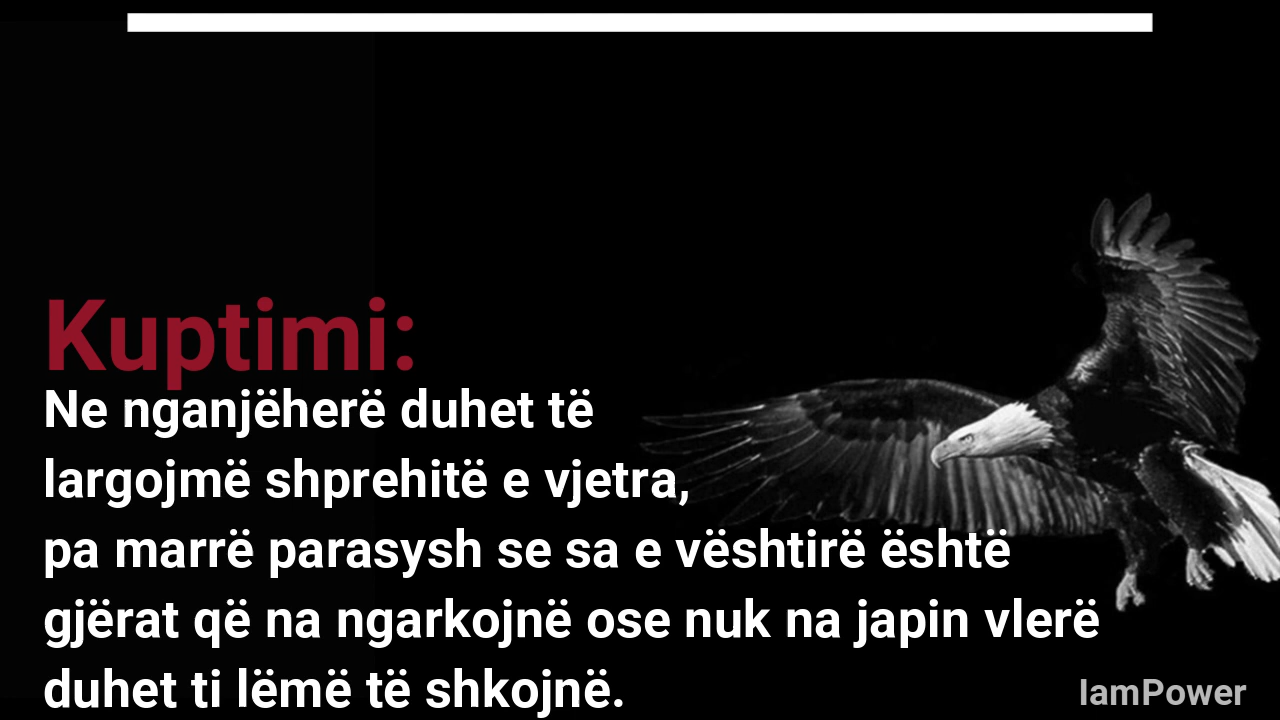 Kuptimi:
Ne nganjëherë duhet të
largojmë shprehitë e vjetra,
pa marrë parasysh se sa e vështirë është
gjërat që na ngarkojnë ose nuk na japin vlerë
duhet ti lëmë të shkojnë.
IamPower